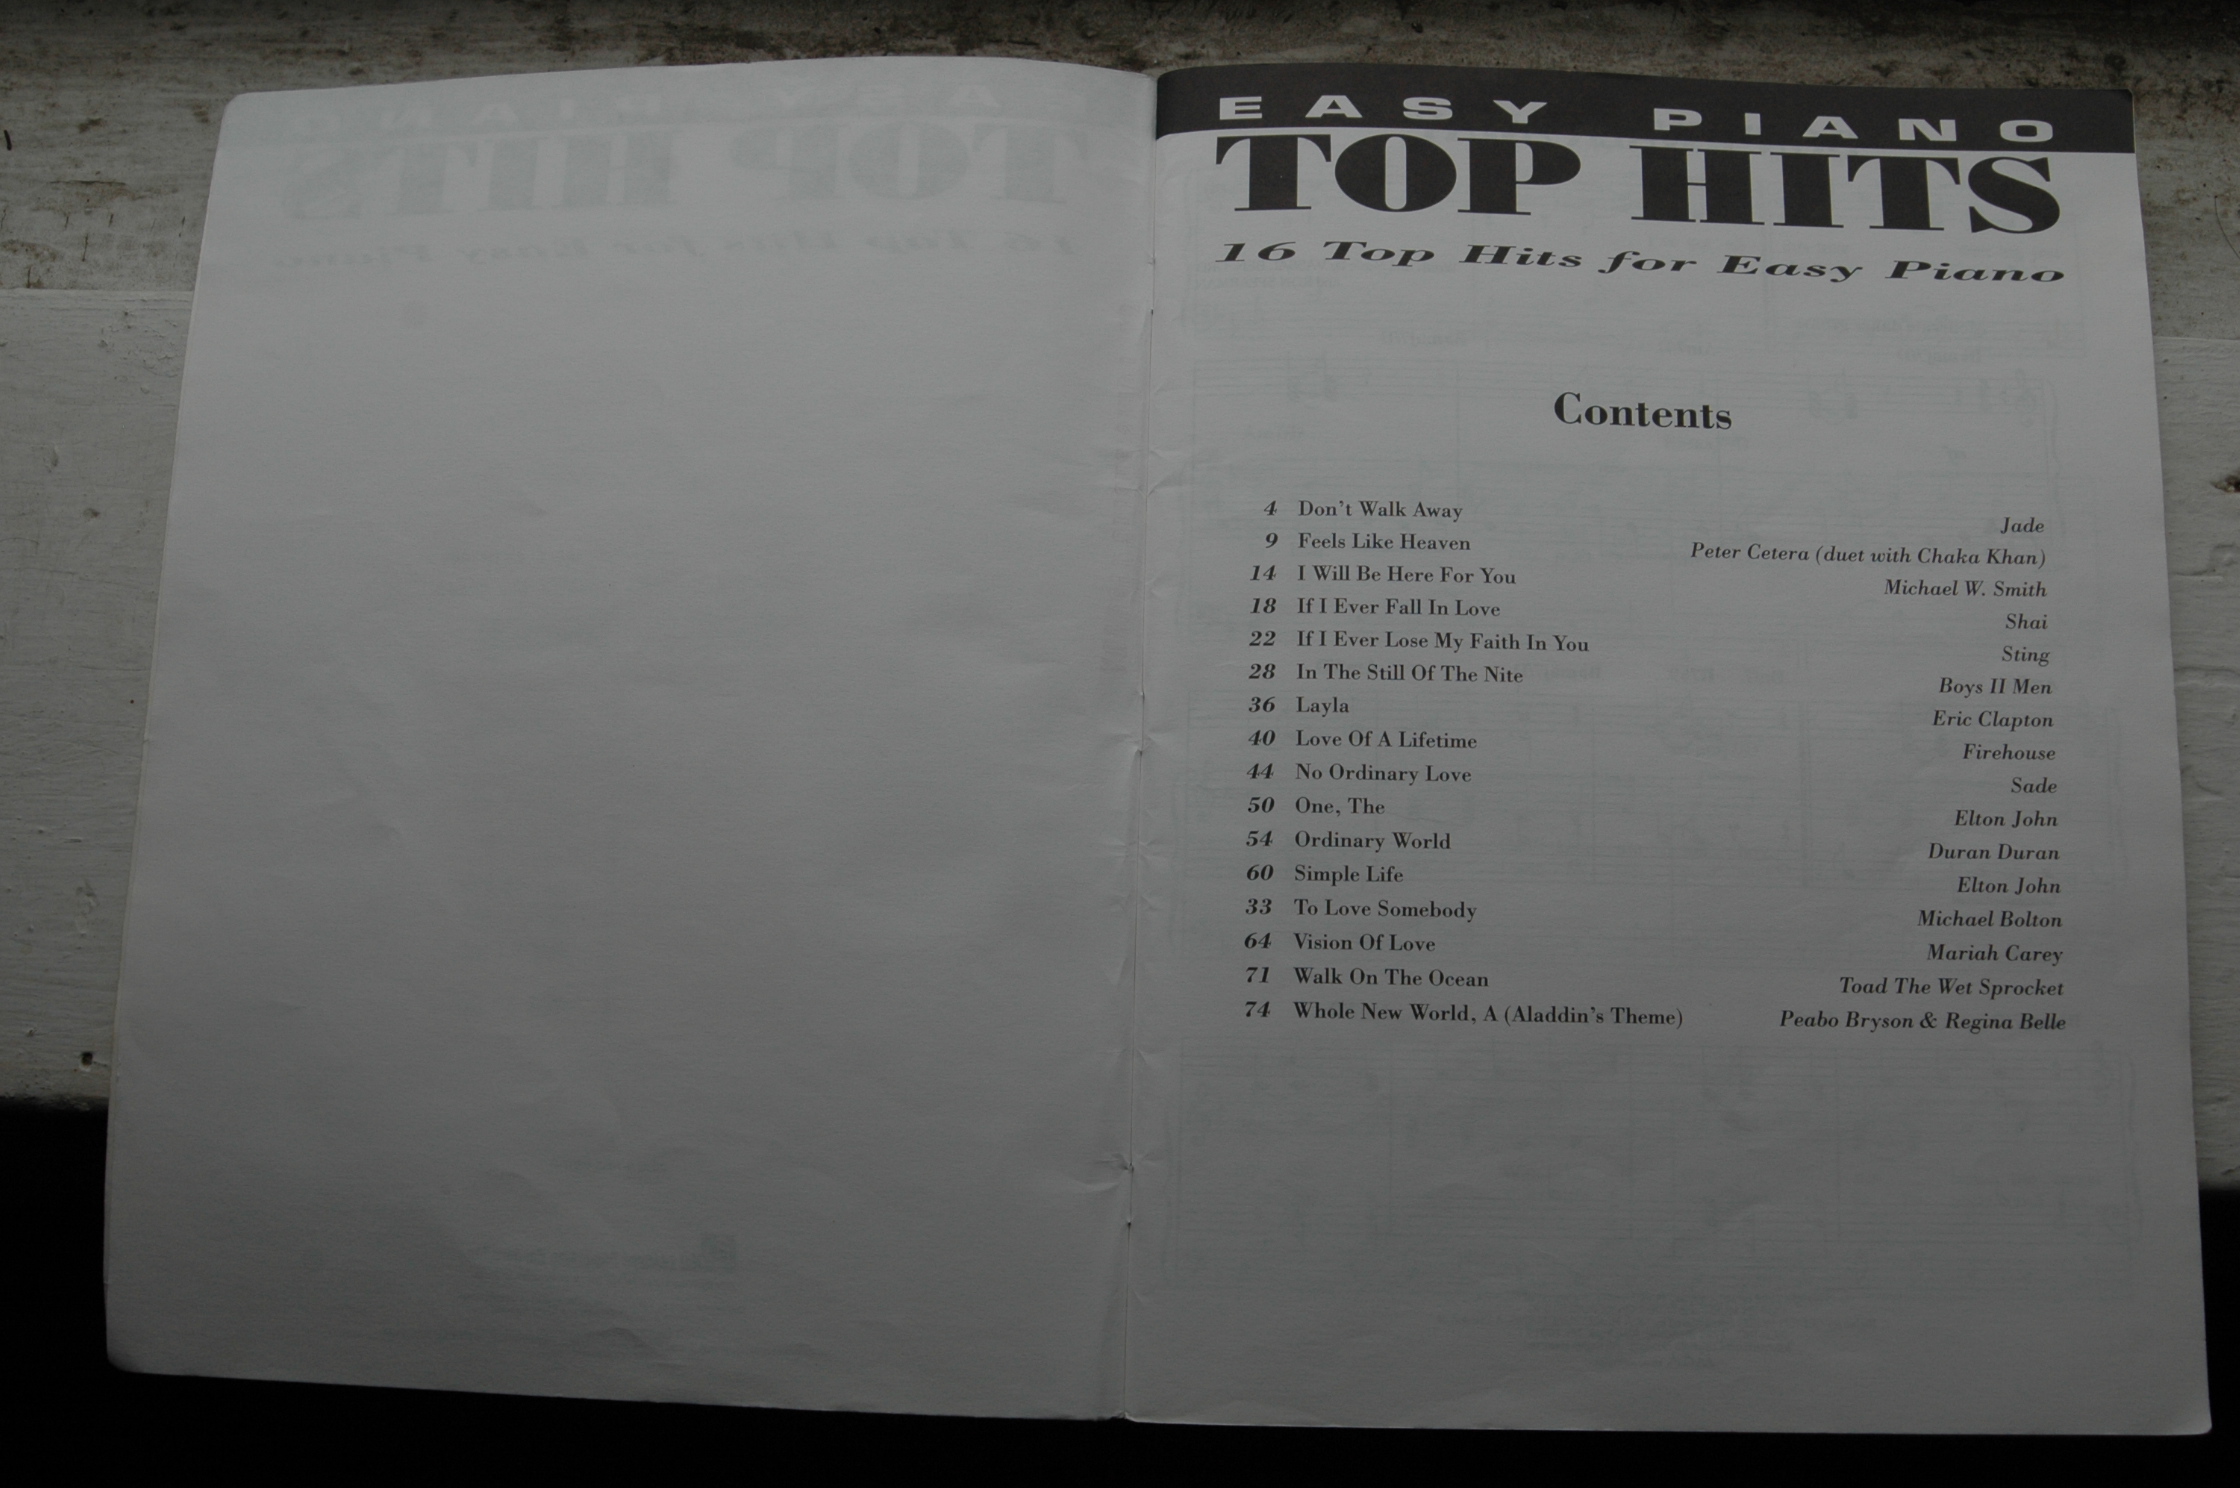 EASY PIANO
TOP HITS
16 Top Hits for Easy Piano
Contents
4 Don't Walk Away Jade
9 Feels Like Heaven Peter Cetera (duet with Chaka Khan)
14 I Will Be Here For You Michael W. Smith
18 If I Ever Fall In Love Shai
22 If I Ever Lose My Faith In You Sting
28 In The Still Of The Nite Boys II Men
36 Layla Eric Clapton
40 Love Of A Lifetime Firehouse
44 No Ordinary Love Sade
50 One, The Elton John
54 Ordinary World Duran Duran
60 Simple Life Elton John
33 To Love Somebody Michael Bolton
64 Vision Of Love Mariah Carey
71 Walk On The Ocean Toad The Wet Sprocket
74 Whole New World, A (Aladdin's Theme) Peabo Bryson & Regina Belle